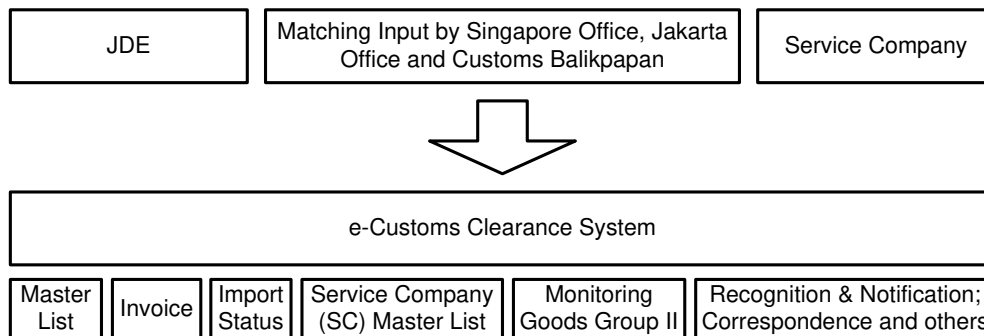 JDE
Matching Input by Singapore Office, Jakarta
Office and Customs Balikpapan
Service Company
e-Customs Clearance System
Master
List
Invoice
Import
Status
Service Company
(SC) Master List
Monitoring
Goods Group II
Recognition & Notification;
Correspondence and others